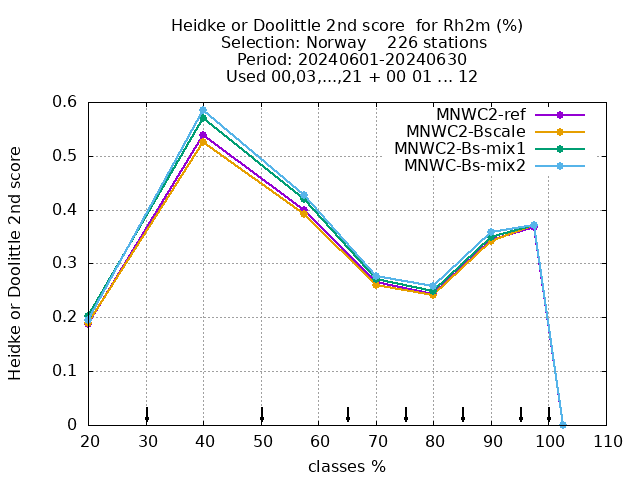 Heidke or Doolittle 2nd score  for Rh2m (%)
Selection: Norway    226 stations
Period: 20240601-20240630
Used 00,03,...,21 + 00 01 ... 12
MNWC2-ref
MNWC2-Bscale
MNWC2-Bs-mix1
MNWC-Bs-mix2
Heidke or Doolittle 2nd score
0.6
0.5
0.4
0.3
0.2
0.1
0
20 30 40 50 60 70 80 90 100 110
classes %